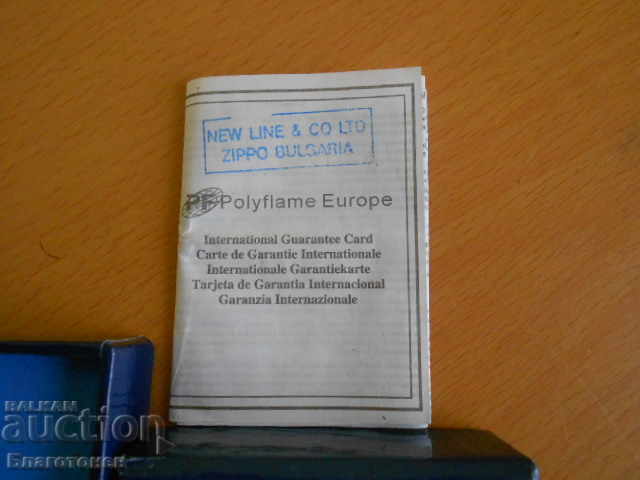 NEW LINE & CO LTD
ZIPPO BULGARIA
PF Polyflame Europe
International Guarantee Card
Carte de Garantie Internationale
Internationale Garantiekarte
Tarjeta de Garantia Internacional
Garanzia Internazionale
BALKAN
auction
Благотонен